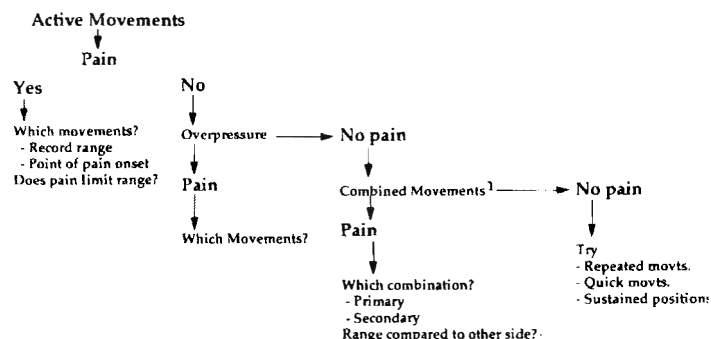 Active Movements
Pain
Yes
Which movements?
- Record range
- Point of pain onset
Does pain limit range?
No
Overpressure
Pain
Which Movements?
No pain
Combined Movements
Pain
Which combination?
- Primary
- Secondary
Range compared to other side?
No pain
Try
- Repeated movts.
- Quick movts.
- Sustained positions